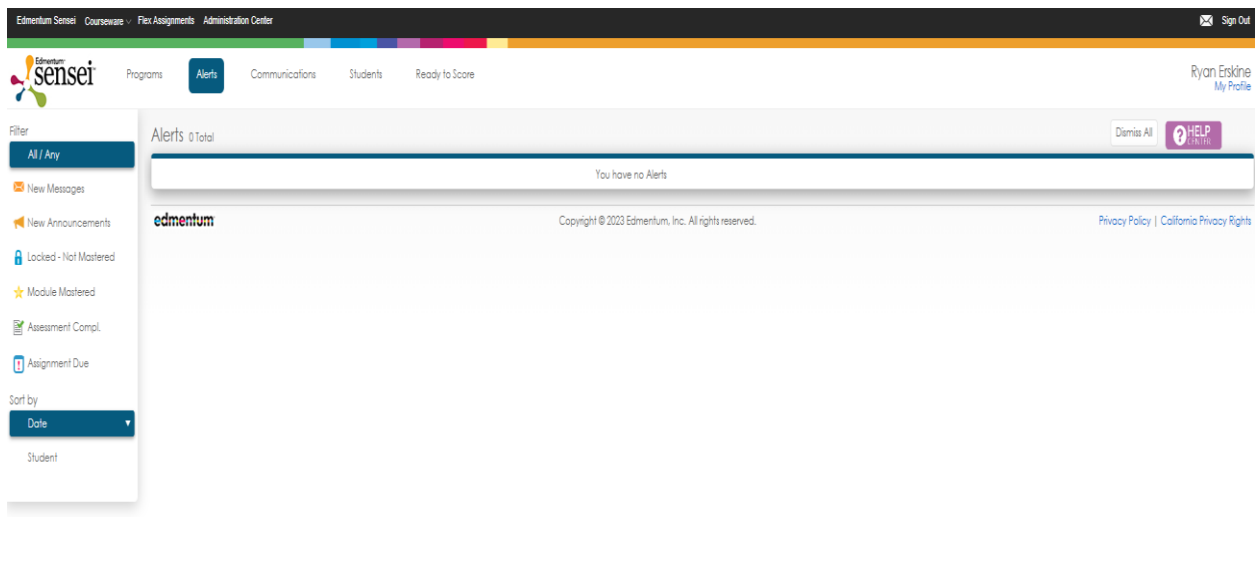 Edmentum Sensei Courseware Flex Assignments Administration Center Sign Out
Edmentum
sensei
Programs Alerts Communications Students Ready to Score
Ryan Erskine
My Profile
Filter
All / Any
New Messages
New Announcements
Locked - Not Mastered
Module Mastered
Assessment Compl.
Assignment Due
Sort by
Date
Student
Alerts 0 Total
Dismiss All
HELP
CENTER
You have no Alerts
edmentum
Copyright © 2023 Edmentum, Inc. All rights reserved.
Privacy Policy | California Privacy Rights